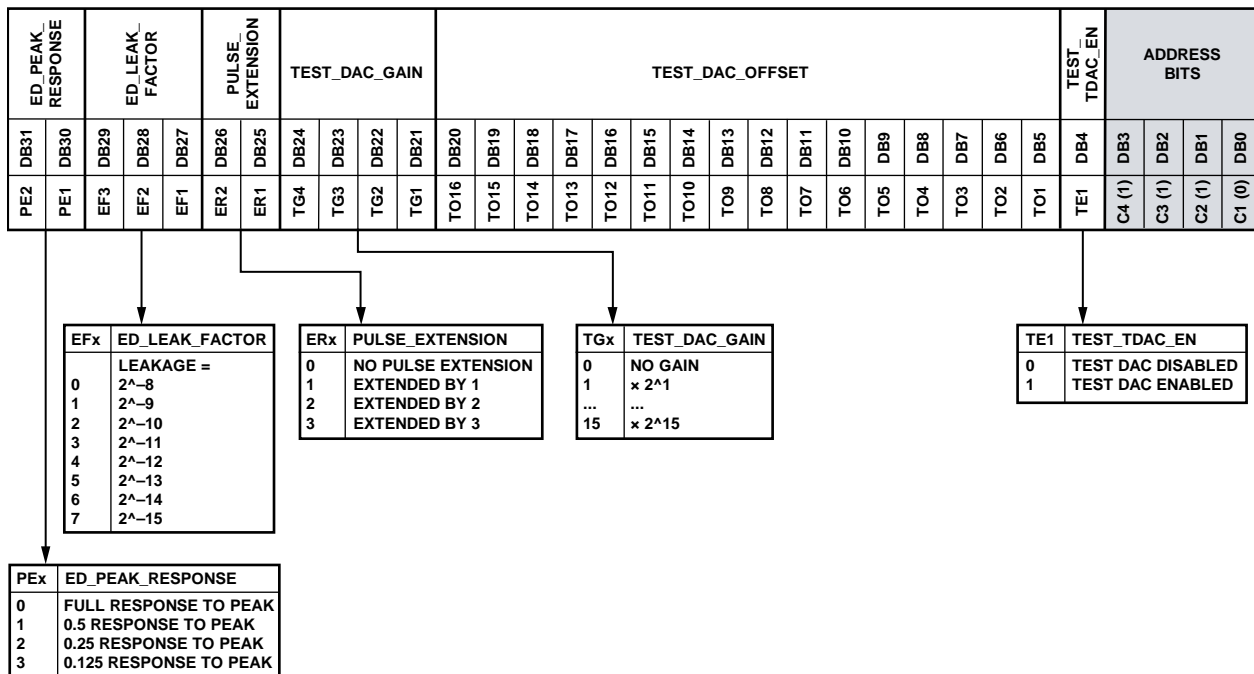 ED_PEAK_
RESPONSE
ED_LEAK_
FACTOR
PULSE_
EXTENSION
TEST_DAC_GAIN
TEST_DAC_OFFSET
TEST_
TDAC_EN
ADDRESS
BITS
DB31 DB30 DB29 DB28 DB27 DB26 DB25 DB24 DB23 DB22 DB21 DB20 DB19 DB18 DB17 DB16 DB15 DB14 DB13 DB12 DB11 DB10 DB9 DB8 DB7 DB6 DB5 DB4 DB3 DB2 DB1 DB0
PE2 PE1 EF3 EF2 EF1 ER2 ER1 TG4 TG3 TG2 TG1 TO16 TO15 TO14 TO13 TO12 TO11 TO10 TO9 TO8 TO7 TO6 TO5 TO4 TO3 TO2 TO1 TE1 C4 (1) C3 (1) C2 (1) C1 (0)
EFx ED_LEAK_FACTOR
LEAKAGE =
0 2^–8
1 2^–9
2 2^–10
3 2^–11
4 2^–12
5 2^–13
6 2^–14
7 2^–15
ERx PULSE_EXTENSION
0 NO PULSE EXTENSION
1 EXTENDED BY 1
2 EXTENDED BY 2
3 EXTENDED BY 3
TGx TEST_DAC_GAIN
0 NO GAIN
1 × 2^1
... ...
15 × 2^15
TE1 TEST_TDAC_EN
0 TEST DAC DISABLED
1 TEST DAC ENABLED
PEx ED_PEAK_RESPONSE
0 FULL RESPONSE TO PEAK
1 0.5 RESPONSE TO PEAK
2 0.25 RESPONSE TO PEAK
3 0.125 RESPONSE TO PEAK